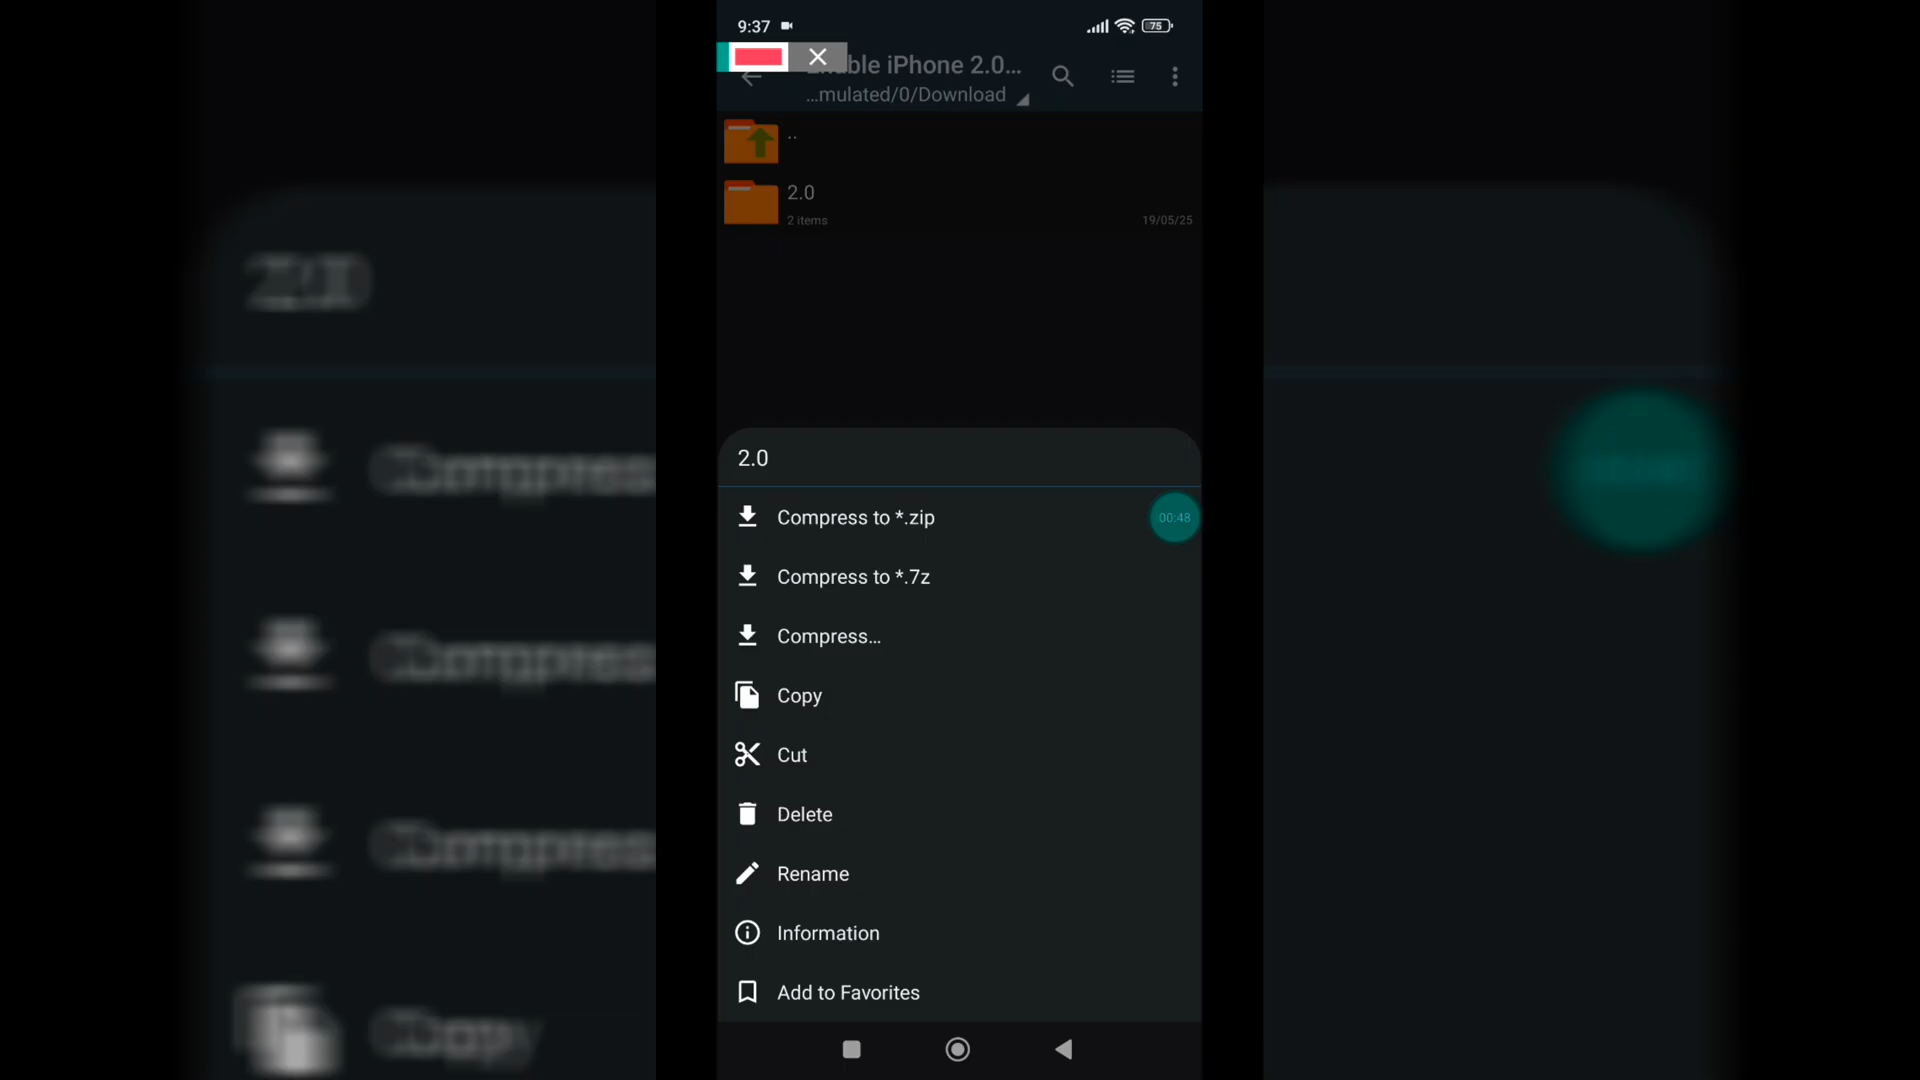 9:37
75
ble iPhone 2.0...
...mulated/0/Download
..
2.0
2 items
19/05/25
2.0
Compress to *.zip
00:48
Compress to *.7z
Compress...
Copy
Cut
Delete
Rename
Information
Add to Favorites